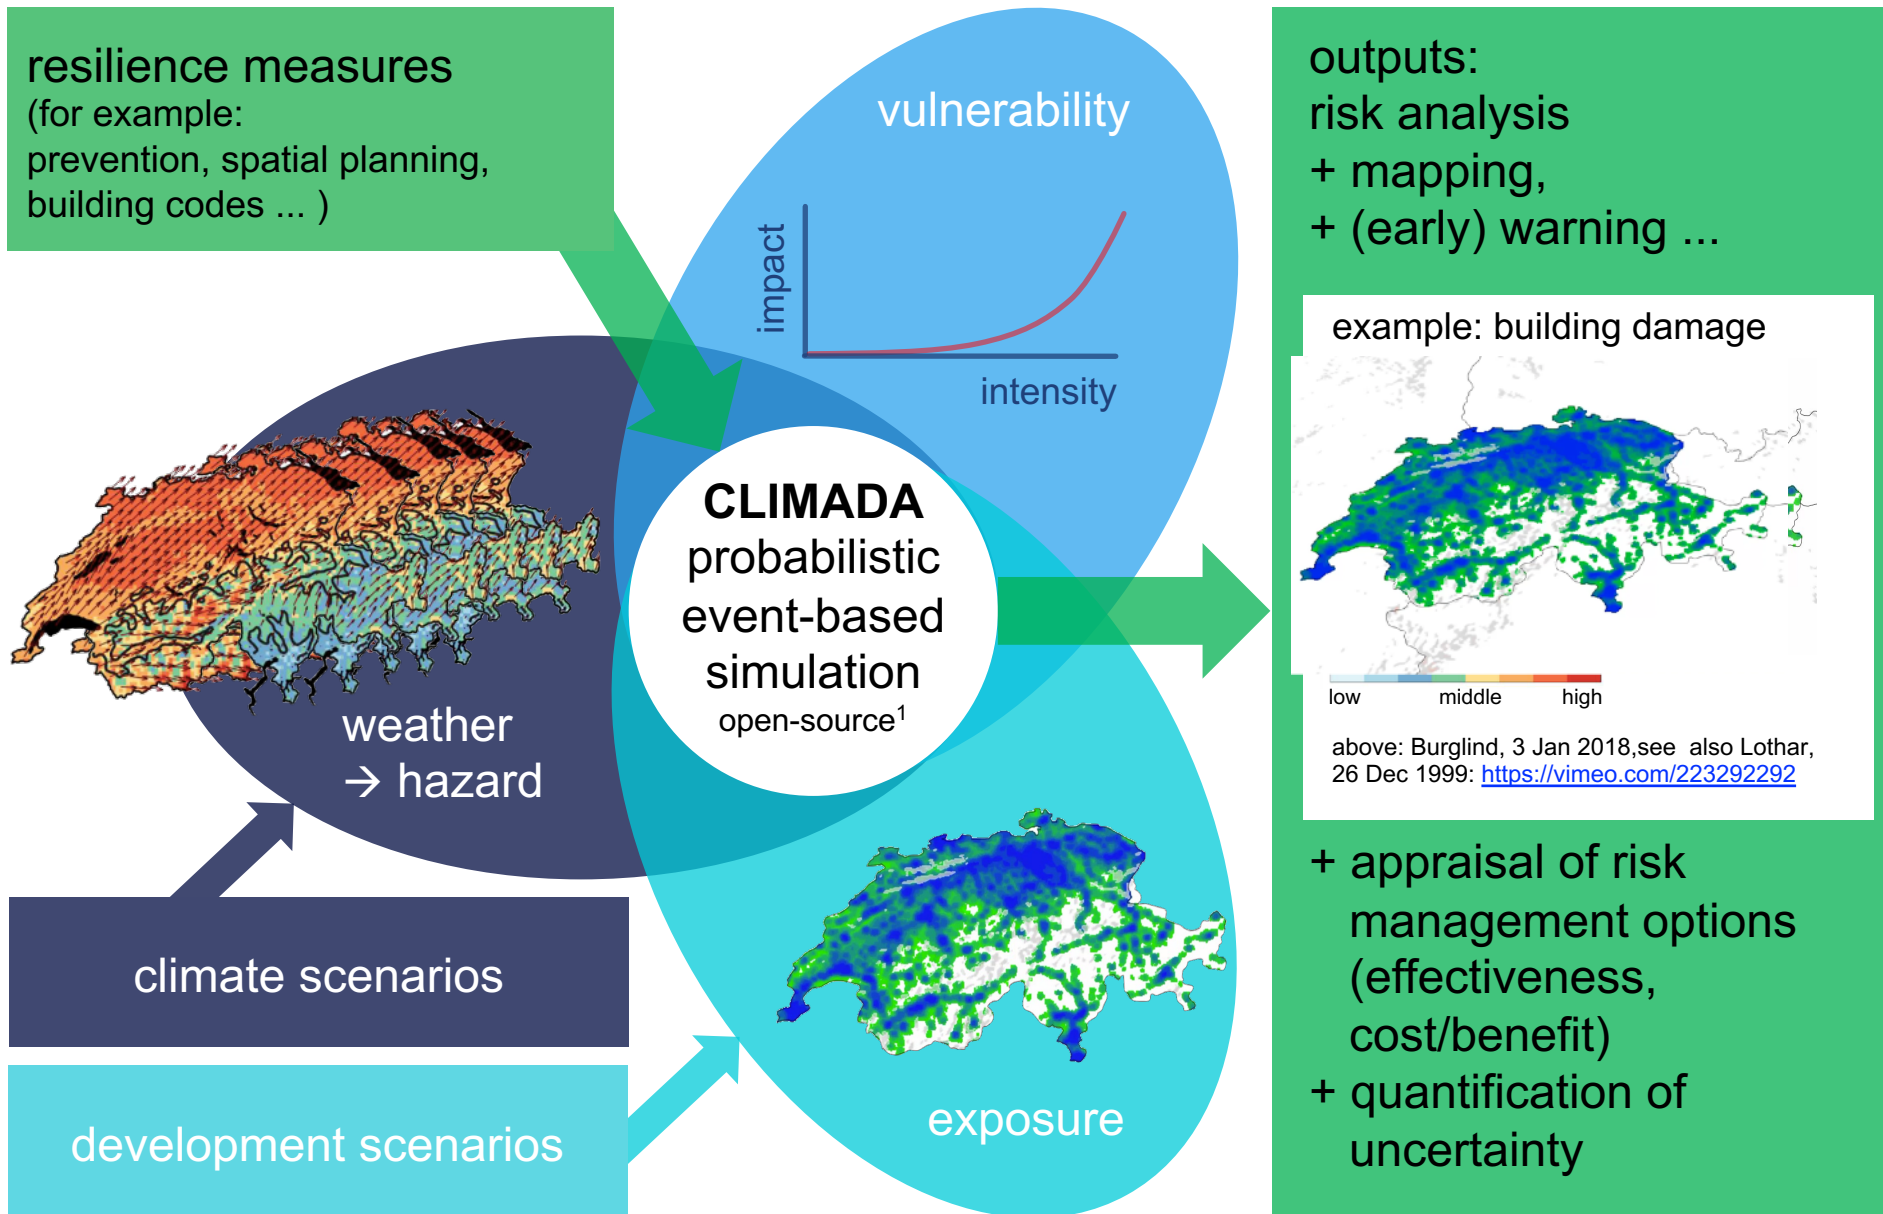 resilience measures
(for example:
prevention, spatial planning,
building codes ... )
vulnerability
impact
intensity
weather
→ hazard
CLIMADA
probabilistic
event-based
simulation
open-source¹
climate scenarios
development scenarios
exposure
outputs:
risk analysis
+ mapping,
+ (early) warning ...
example: building damage
low middle high
above: Burglind, 3 Jan 2018,see also Lothar,
26 Dec 1999: https://vimeo.com/223292292
+ appraisal of risk
management options
(effectiveness,
cost/benefit)
+ quantification of
uncertainty